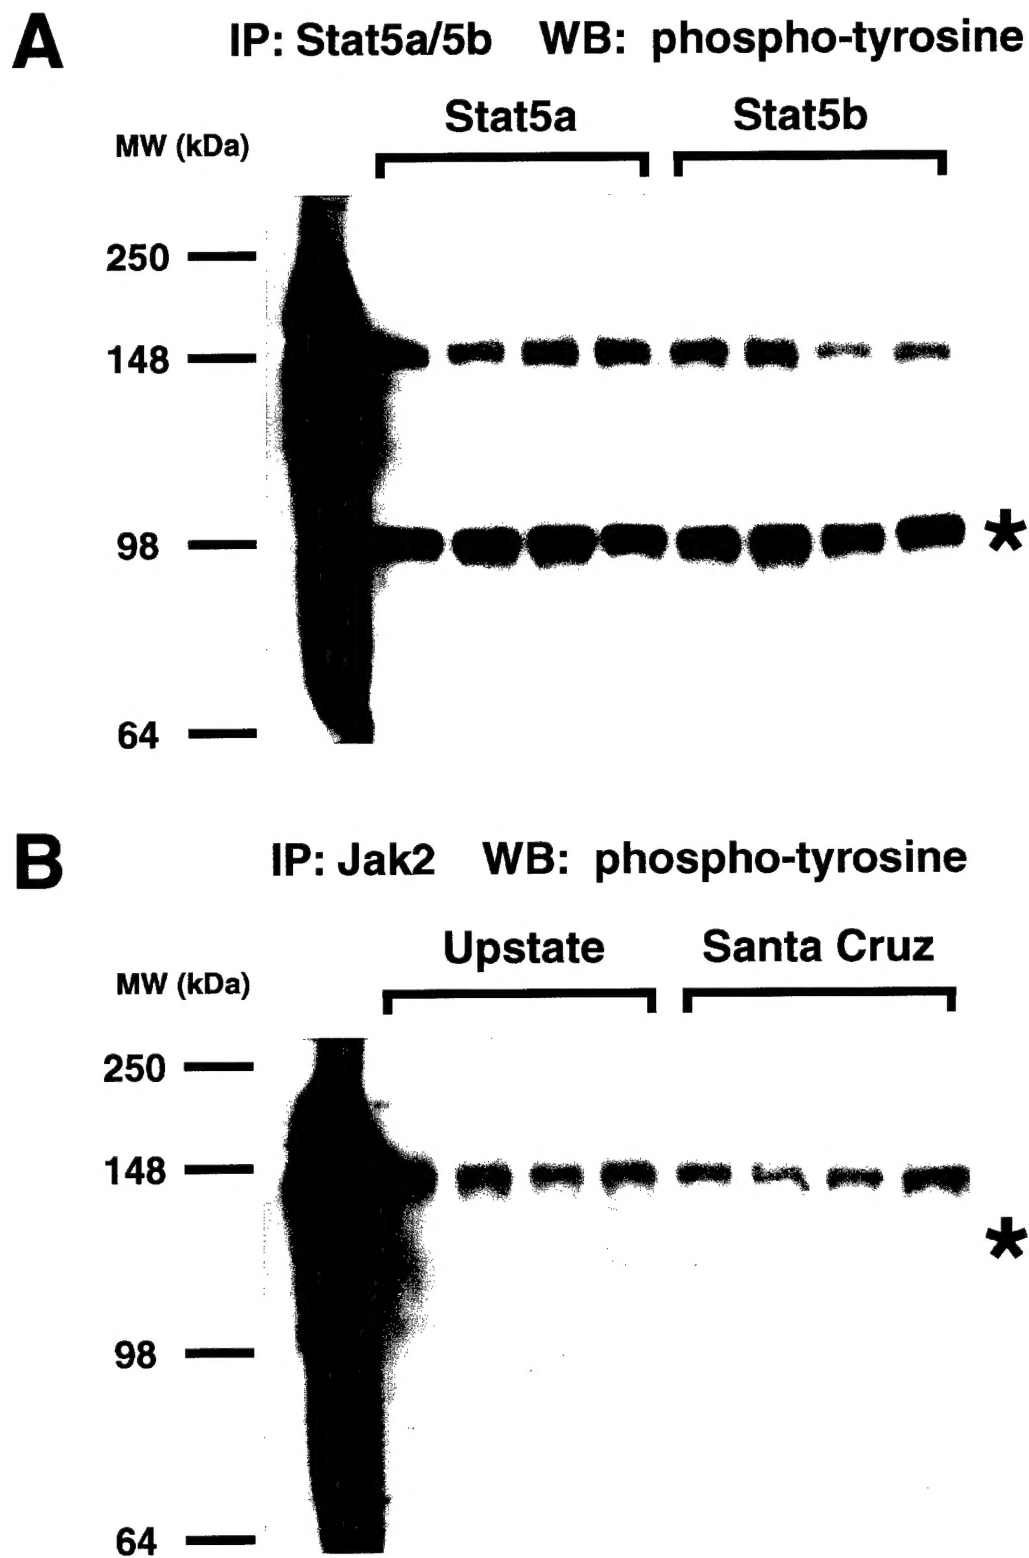 A
IP: Stat5a/5b WB: phospho-tyrosine
Stat5a Stat5b
MW (kDa)
250
148
98
*
64
B
IP: Jak2 WB: phospho-tyrosine
Upstate Santa Cruz
MW (kDa)
250
148
*
98
64